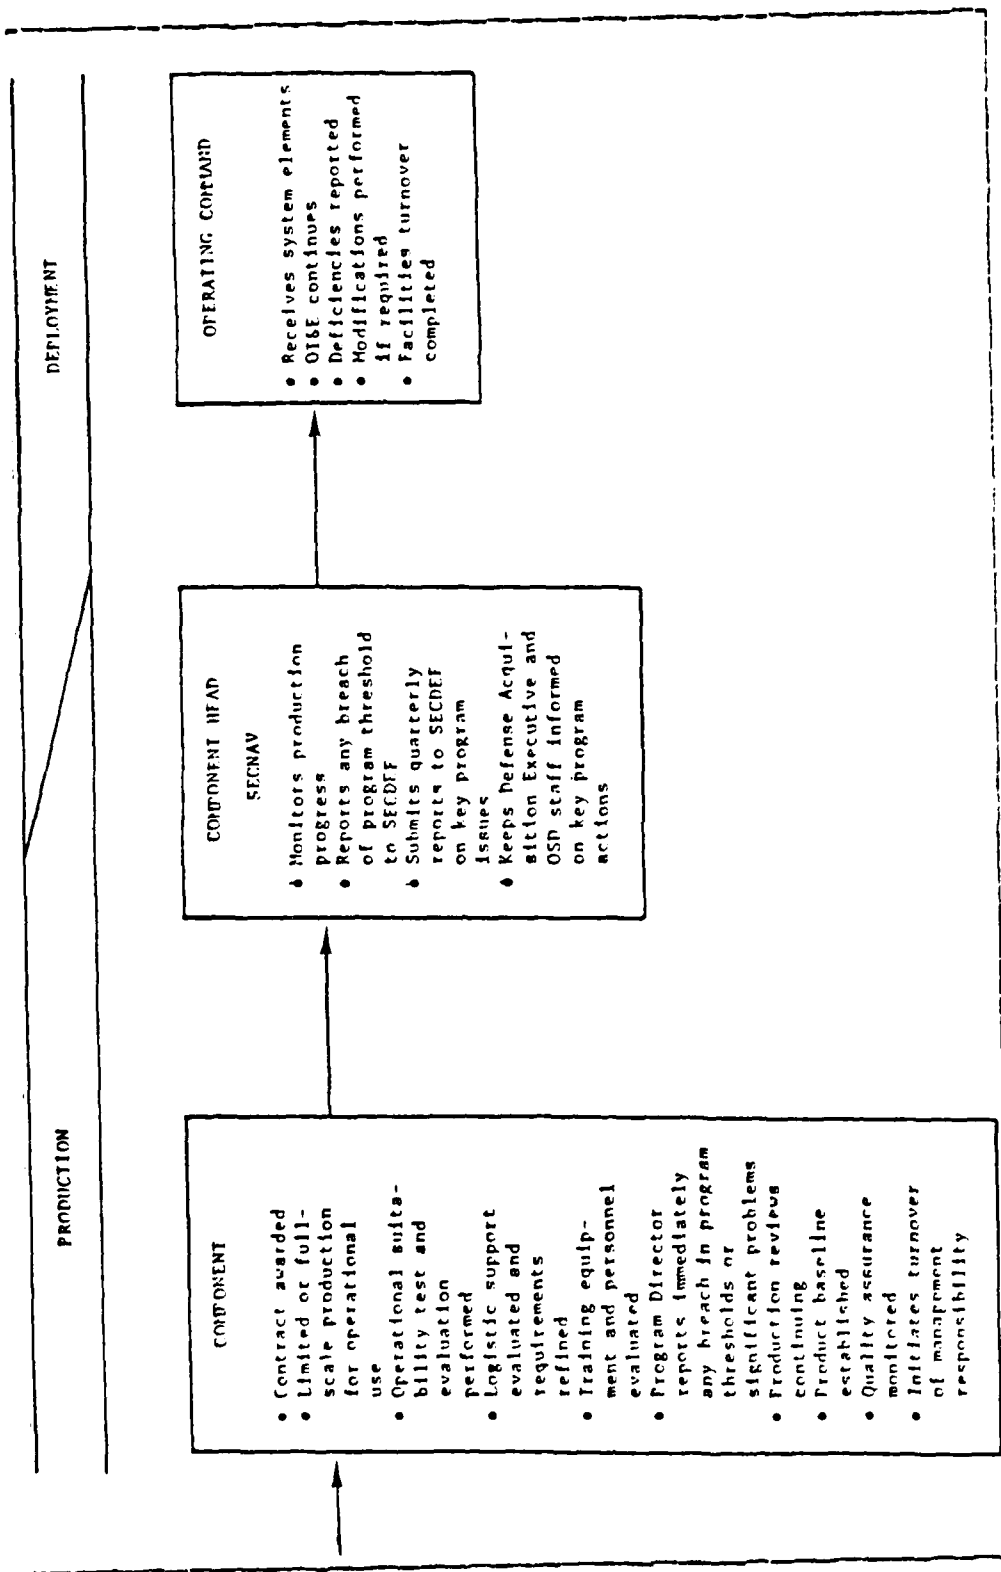 PRODUCTION
DEPLOYMENT
COMPONENT
• Contract awarded
• Limited or full-
scale production
for operational
use
• Operational suita-
bility test and
evaluation
performed
• Logistic support
evaluated and
requirements
refined
• Training equip-
ment and personnel
evaluated
• Program Director
reports immediately
any breach in program
thresholds or
significant problems
• Production reviews
continuing
• Product baseline
established
• Quality assurance
monitored
• Initiates turnover
of management
responsibility
COMPONENT HEAD
SECNAV
• Monitors production
progress
• Reports any breach
of program threshold
to SECDEF
• Submits quarterly
reports to SECDEF
on key program
issues
• Keeps Defense Acqui-
sition Executive and
OSD staff informed
on key program
actions
OPERATING COMMAND
• Receives system elements
• OT&E continues
• Deficiencies reported
• Modifications performed
if required
• Facilities turnover
completed